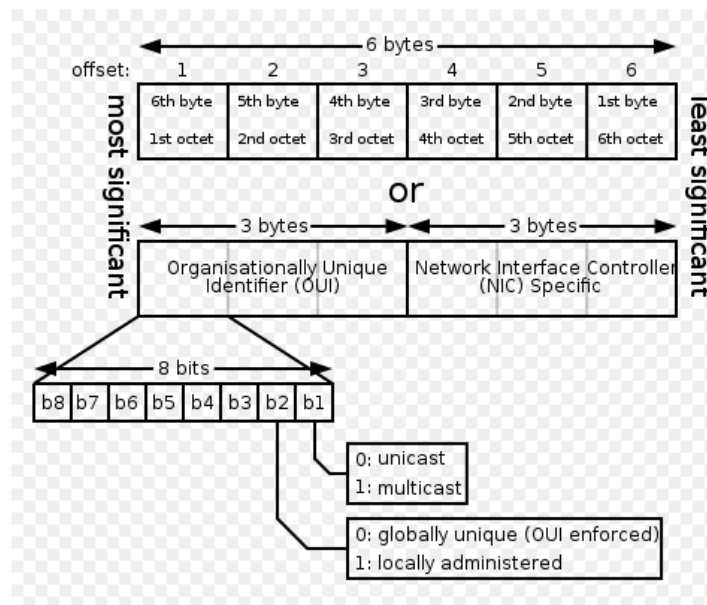 6 bytes
offset: 1 2 3 4 5 6
6th byte 5th byte 4th byte 3rd byte 2nd byte 1st byte
1st octet 2nd octet 3rd octet 4th octet 5th octet 6th octet
most significant
least significant
or
3 bytes 3 bytes
Organisationally Unique
Identifier (OUI)
Network Interface Controller
(NIC) Specific
8 bits
b8 b7 b6 b5 b4 b3 b2 b1
0: unicast
1: multicast
0: globally unique (OUI enforced)
1: locally administered